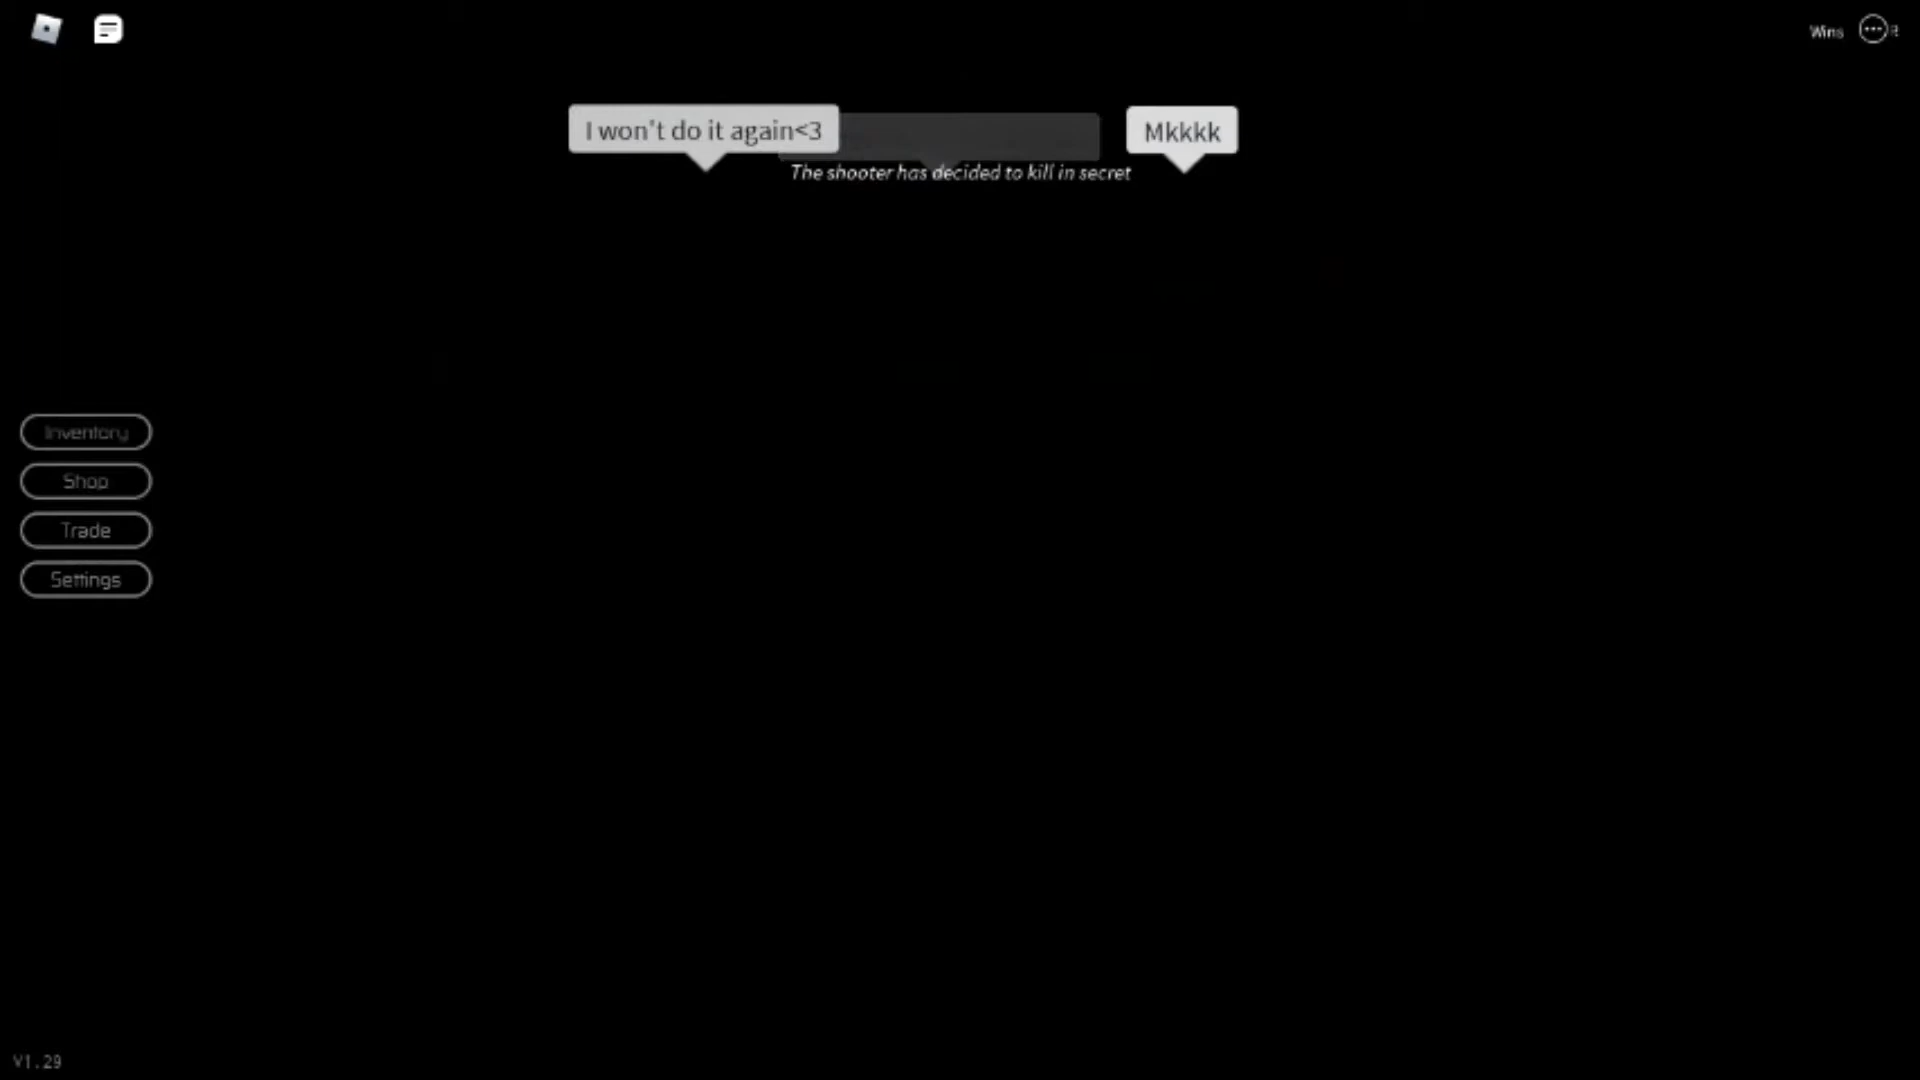 Wins
I won't do it again<3
Mkkkk
The shooter has decided to kill in secret
Inventory
Shop
Trade
Settings
V1.29